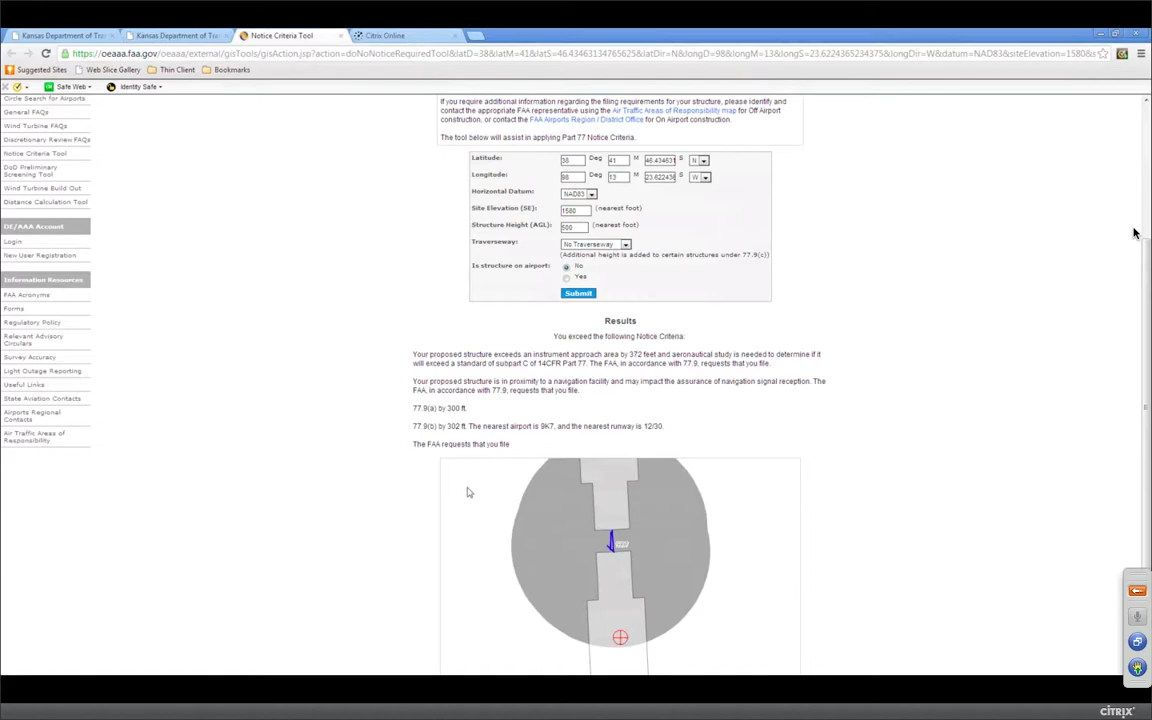 Kansas Department of Tra
Kansas Department of Tra
Notice Criteria Tool
Citrix Online
https://oeaaa.faa.gov/oeaaa/external/gisTools/gisAction.jsp?action=doNoNoticeRequiredTool&latD=38&latM=41&latS=46.43463134765625&latDir=N&longD=98&longM=13&longS=23.6224365234375&longDir=W&datum=NAD83&siteElevation=1580&s
Suggested Sites Web Slice Gallery Thin Client Bookmarks
Safe Web Identity Safe
Circle Search for Airports
General FAQs
Wind Turbine FAQs
Discretionary Review FAQs
Notice Criteria Tool
DoD Preliminary
Screening Tool
Wind Turbine Build Out
Distance Calculation Tool
OE/AAA Account
Login
New User Registration
Information Resources
FAA Acronyms
Forms
Regulatory Policy
Relevant Advisory
Circulars
Survey Accuracy
Light Outage Reporting
Useful Links
State Aviation Contacts
Airports Regional
Contacts
Air Traffic Areas of
Responsibility
If you require additional information regarding the filing requirements for your structure, please identify and
contact the appropriate FAA representative using the Air Traffic Areas of Responsibility map for Off Airport
construction, or contact the FAA Airports Region / District Office for On Airport construction.
The tool below will assist in applying Part 77 Notice Criteria.
Latitude: 38 Deg 41 M 46.434631 S N
Longitude: 98 Deg 13 M 23.622436 S W
Horizontal Datum: NAD83
Site Elevation (SE): 1580 (nearest foot)
Structure Height (AGL): 500 (nearest foot)
Traverseway: No Traverseway
(Additional height is added to certain structures under 77.9(c))
Is structure on airport: No
Yes
Submit
Results
You exceed the following Notice Criteria:
Your proposed structure exceeds an instrument approach area by 372 feet and aeronautical study is needed to determine if it
will exceed a standard of subpart C of 14CFR Part 77. The FAA, in accordance with 77.9, requests that you file.
Your proposed structure is in proximity to a navigation facility and may impact the assurance of navigation signal reception. The
FAA, in accordance with 77.9, requests that you file.
77.9(a) by 300 ft.
77.9(b) by 302 ft. The nearest airport is 9K7, and the nearest runway is 12/30.
The FAA requests that you file
CITRIX